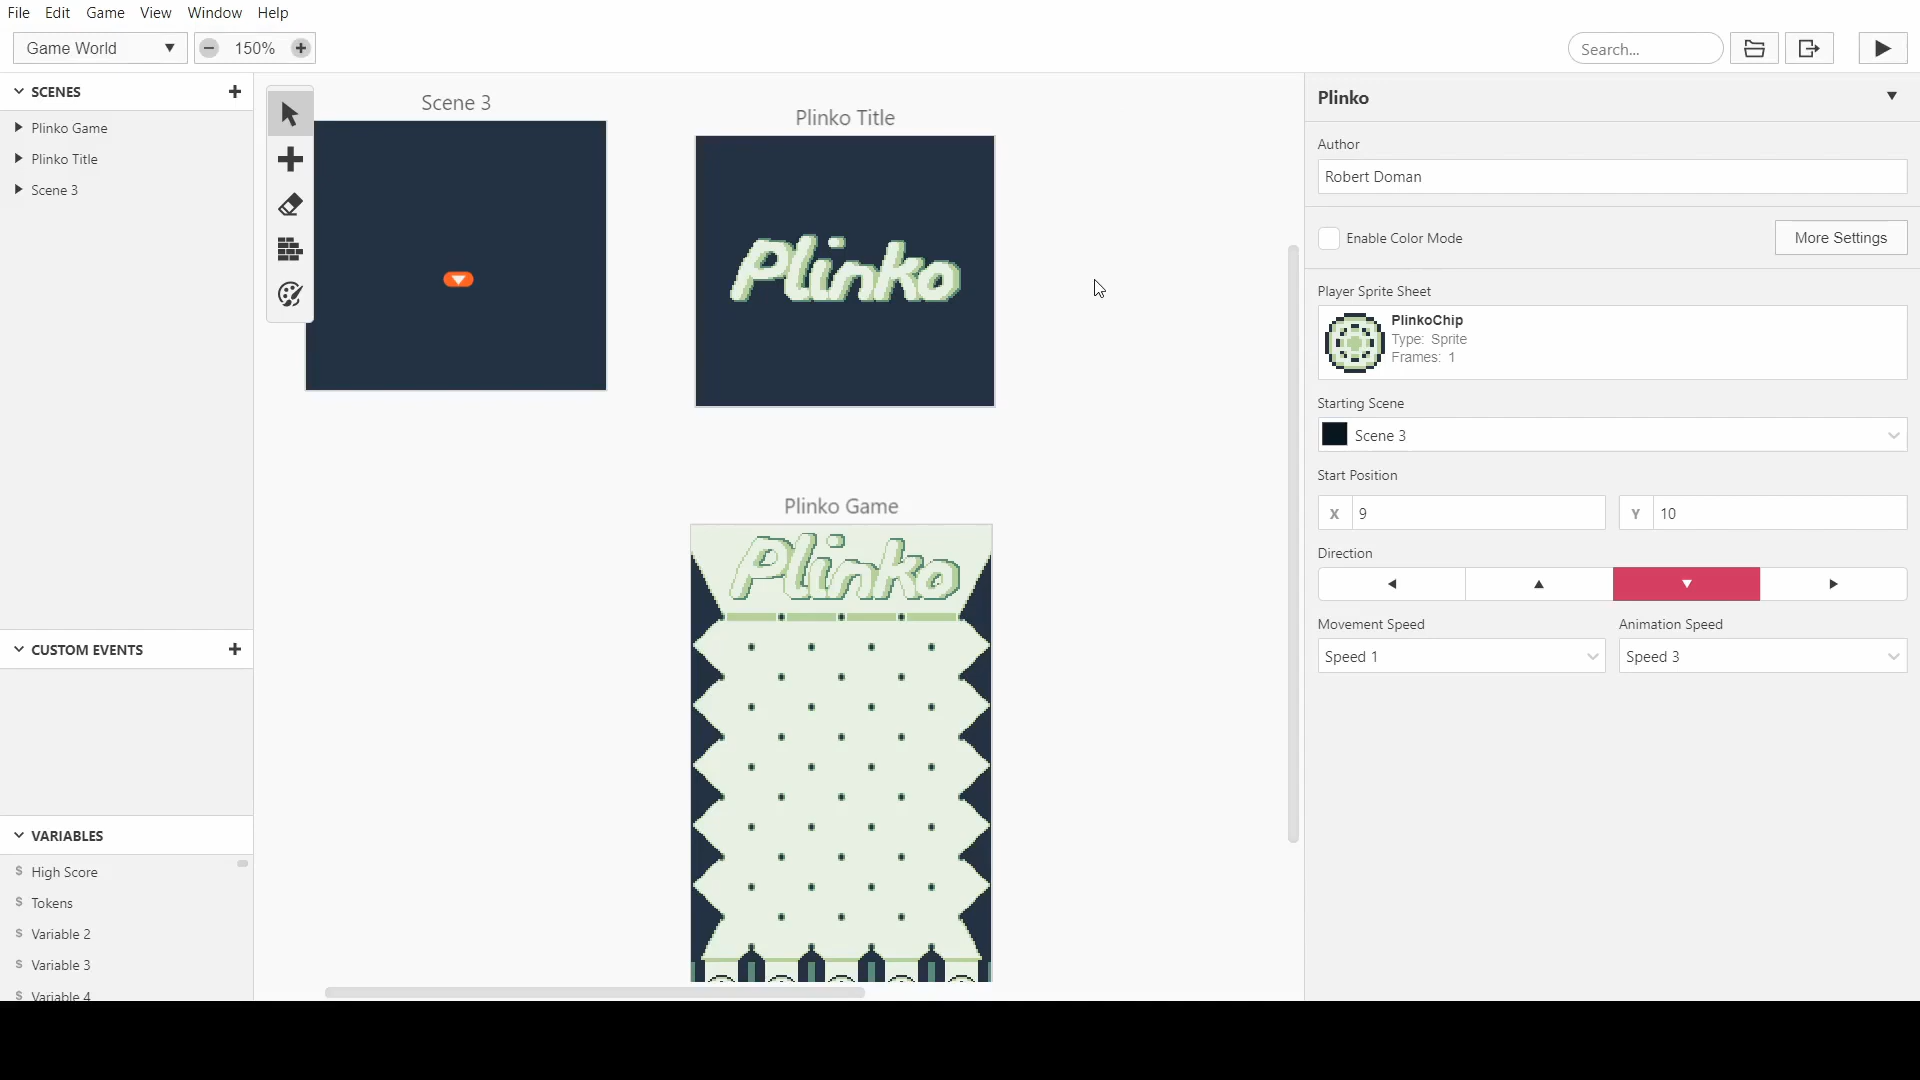 File Edit Game View Window Help
Game World 150% Search...
SCENES
Plinko Game
Plinko Title
Scene 3
CUSTOM EVENTS
VARIABLES
$ High Score
$ Tokens
$ Variable 2
$ Variable 3
$ Variable 4
Scene 3
Plinko Title
Plinko
Plinko Game
Plinko
Plinko
Author
Robert Doman
Enable Color Mode More Settings
Player Sprite Sheet
PlinkoChip
Type: Sprite
Frames: 1
Starting Scene
Scene 3
Start Position
X 9 Y 10
Direction
Movement Speed Animation Speed
Speed 1 Speed 3